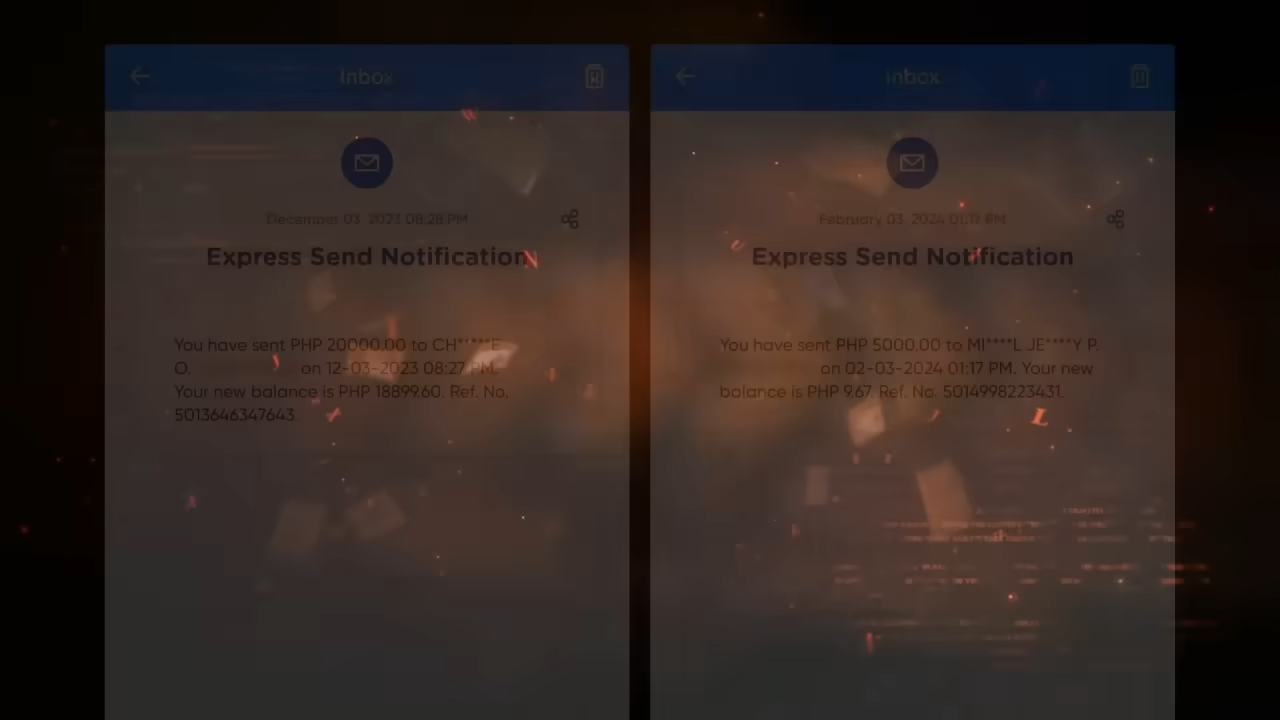 Inbox
December 03, 2023 08:28 PM
Express Send Notification
You have sent PHP 20000.00 to CH*****E
O. on 12-03-2023 08:27 PM.
Your new balance is PHP 18899.60. Ref. No.
5013646347643.
Inbox
February 03, 2024 01:17 PM
Express Send Notification
You have sent PHP 5000.00 to MI****L JE****Y P.
on 02-03-2024 01:17 PM. Your new
balance is PHP 9.67. Ref. No. 5014998223431.